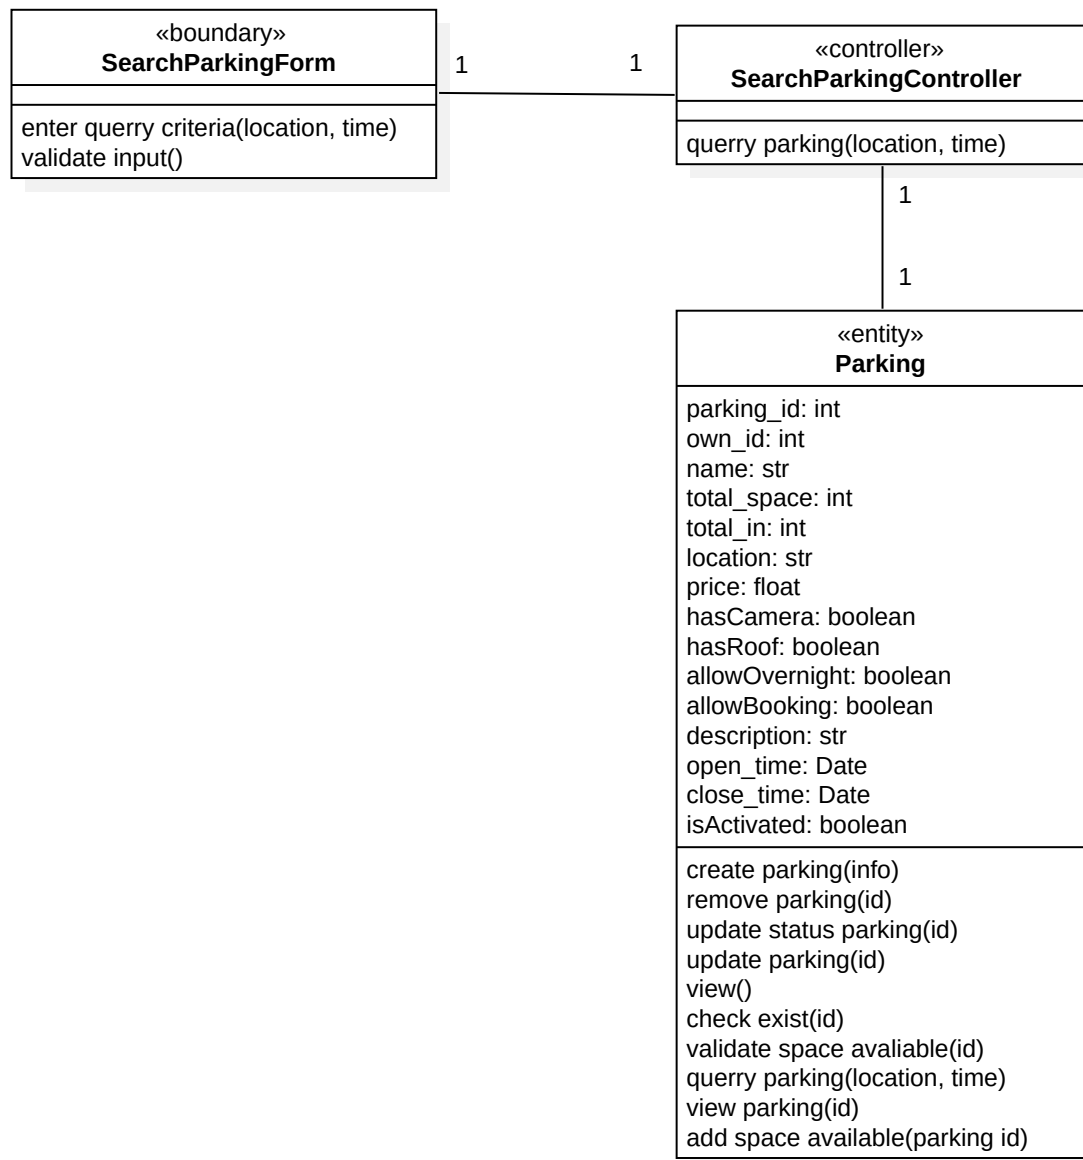 «boundary»
SearchParkingForm
enter querry criteria(location, time)
validate input()
1
1
«controller»
SearchParkingController
querry parking(location, time)
1
1
«entity»
Parking
parking_id: int
own_id: int
name: str
total_space: int
total_in: int
location: str
price: float
hasCamera: boolean
hasRoof: boolean
allowOvernight: boolean
allowBooking: boolean
description: str
open_time: Date
close_time: Date
isActivated: boolean
create parking(info)
remove parking(id)
update status parking(id)
update parking(id)
view()
check exist(id)
validate space avaliable(id)
querry parking(location, time)
view parking(id)
add space available(parking id)